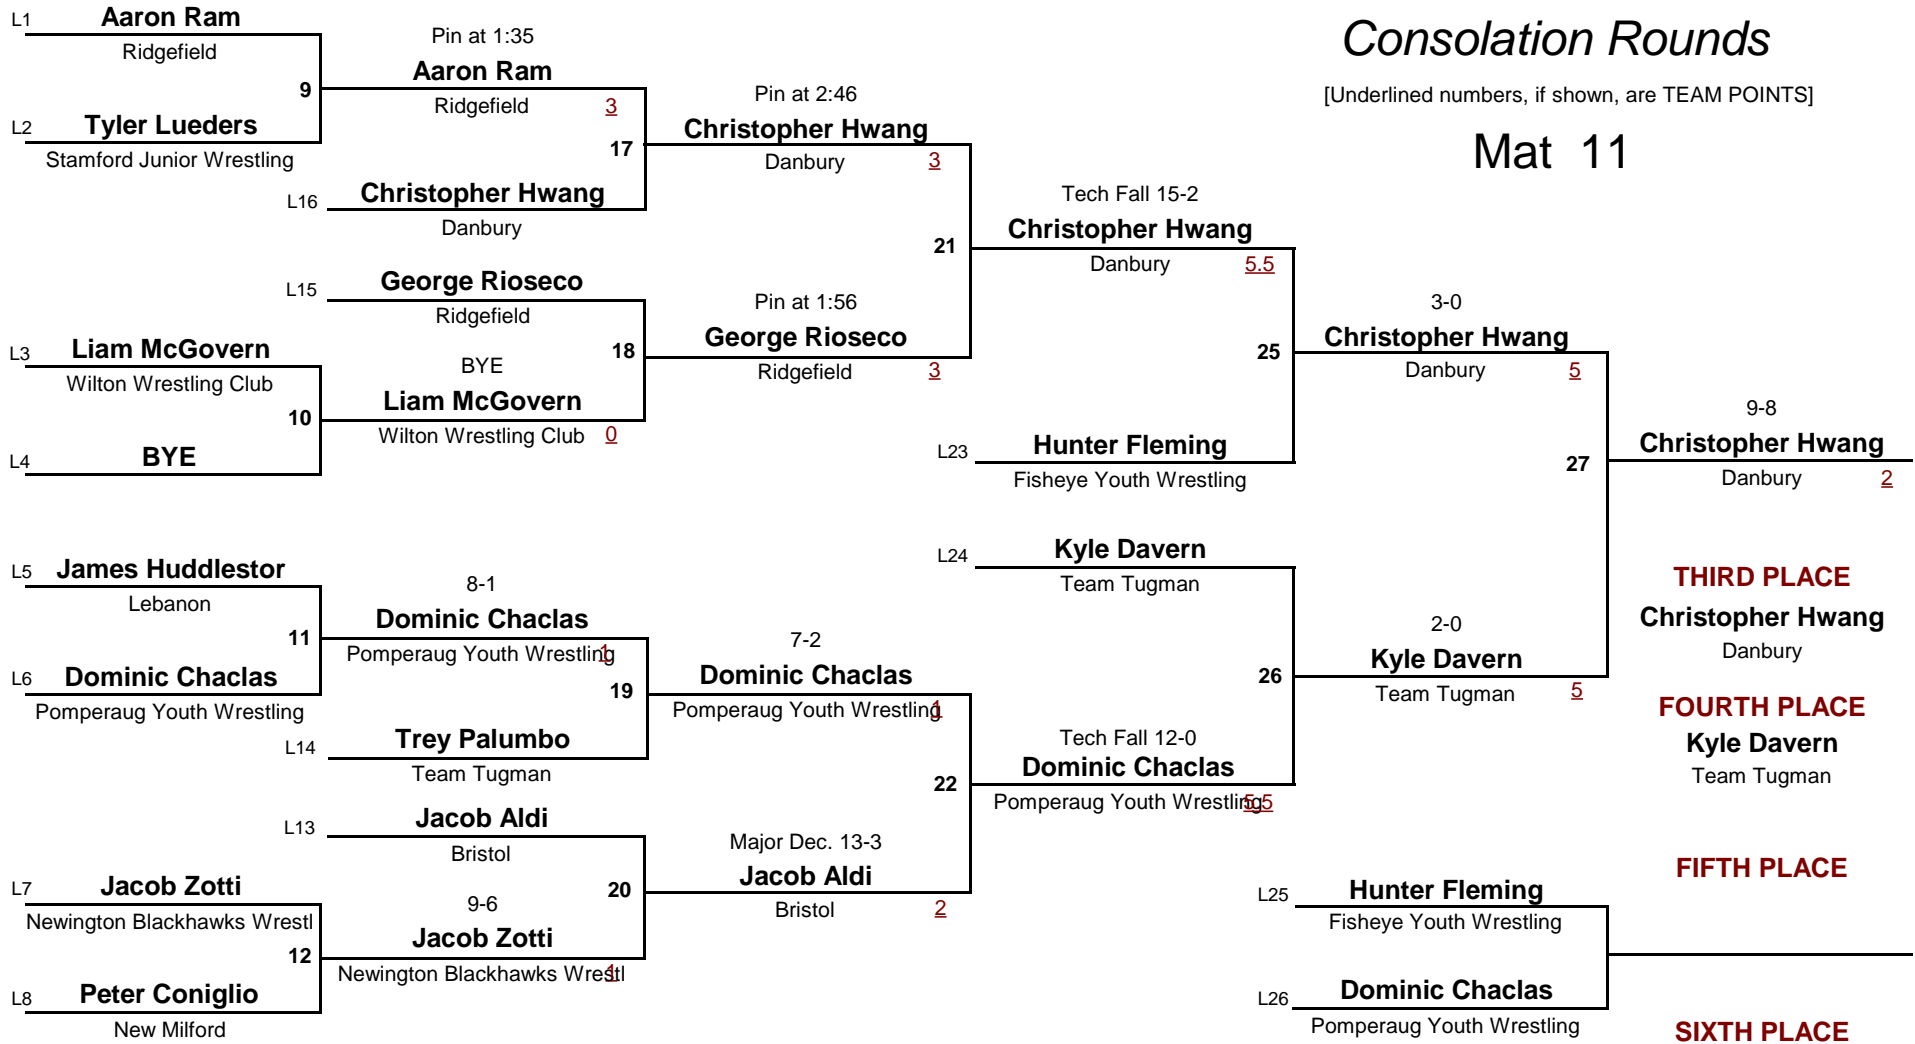 Consolation Rounds
[Underlined numbers, if shown, are TEAM POINTS]
Mat 11
L1 Aaron Ram
Ridgefield
9
L2 Tyler Lueders
Stamford Junior Wrestling
Pin at 1:35
Aaron Ram
Ridgefield 3
17
L16 Christopher Hwang
Danbury
Pin at 2:46
Christopher Hwang
Danbury 3
21
L15 George Rioseco
Ridgefield
18
L3 Liam McGovern
Wilton Wrestling Club
10
L4 BYE
BYE
Liam McGovern
Wilton Wrestling Club 0
Pin at 1:56
George Rioseco
Ridgefield 3
Tech Fall 15-2
Christopher Hwang
Danbury 5.5
25
L23 Hunter Fleming
Fisheye Youth Wrestling
3-0
Christopher Hwang
Danbury 5
27
9-8
Christopher Hwang
Danbury 2
L5 James Huddlestor
Lebanon
11
L6 Dominic Chaclas
Pomperaug Youth Wrestling
8-1
Dominic Chaclas
Pomperaug Youth Wrestling 1
19
L14 Trey Palumbo
Team Tugman
7-2
Dominic Chaclas
Pomperaug Youth Wrestling 1
22
L13 Jacob Aldi
Bristol
20
L7 Jacob Zotti
Newington Blackhawks Wrestl
12
L8 Peter Coniglio
New Milford
9-6
Jacob Zotti
Newington Blackhawks Wrestl 1
Major Dec. 13-3
Jacob Aldi
Bristol 2
L24 Kyle Davern
Team Tugman
26
Tech Fall 12-0
Dominic Chaclas
Pomperaug Youth Wrestling 5.5
2-0
Kyle Davern
Team Tugman 5
THIRD PLACE
Christopher Hwang
Danbury
FOURTH PLACE
Kyle Davern
Team Tugman
L25 Hunter Fleming
Fisheye Youth Wrestling
L26 Dominic Chaclas
Pomperaug Youth Wrestling
FIFTH PLACE
SIXTH PLACE